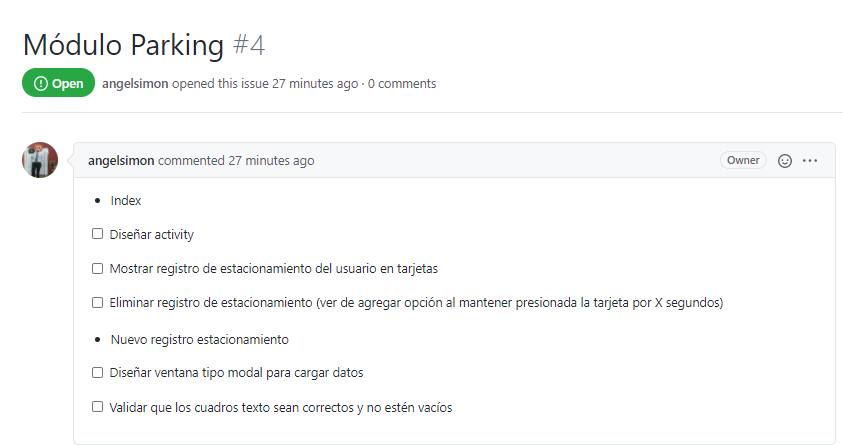 Módulo Parking #4
Open angelsimon opened this issue 27 minutes ago · 0 comments
angelsimon commented 27 minutes ago Owner
Index
Diseñar activity
Mostrar registro de estacionamiento del usuario en tarjetas
Eliminar registro de estacionamiento (ver de agregar opción al mantener presionada la tarjeta por X segundos)
Nuevo registro estacionamiento
Diseñar ventana tipo modal para cargar datos
Validar que los cuadros texto sean correctos y no estén vacíos